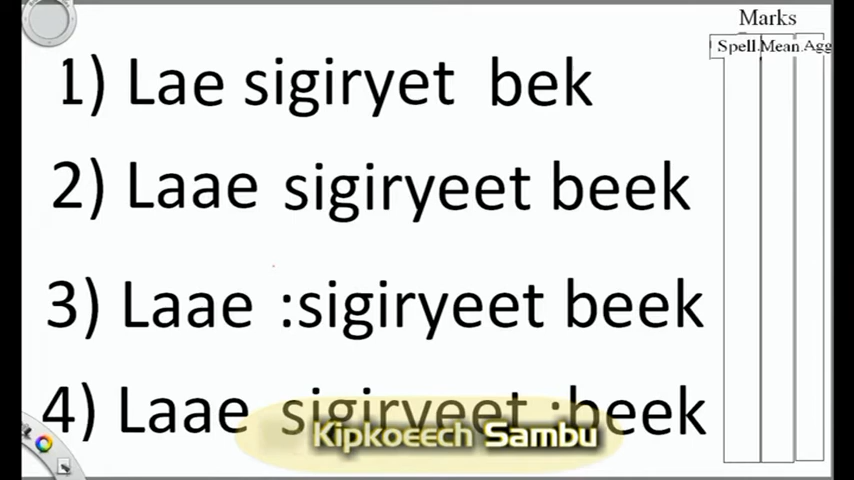 Marks
Spell. Mean. Agg
1) Lae sigiryet bek
2) Laae sigiryeet beek
3) Laae :sigiryeet beek
4) Laae sigiryeet :beek
Kipkoeech Sambu